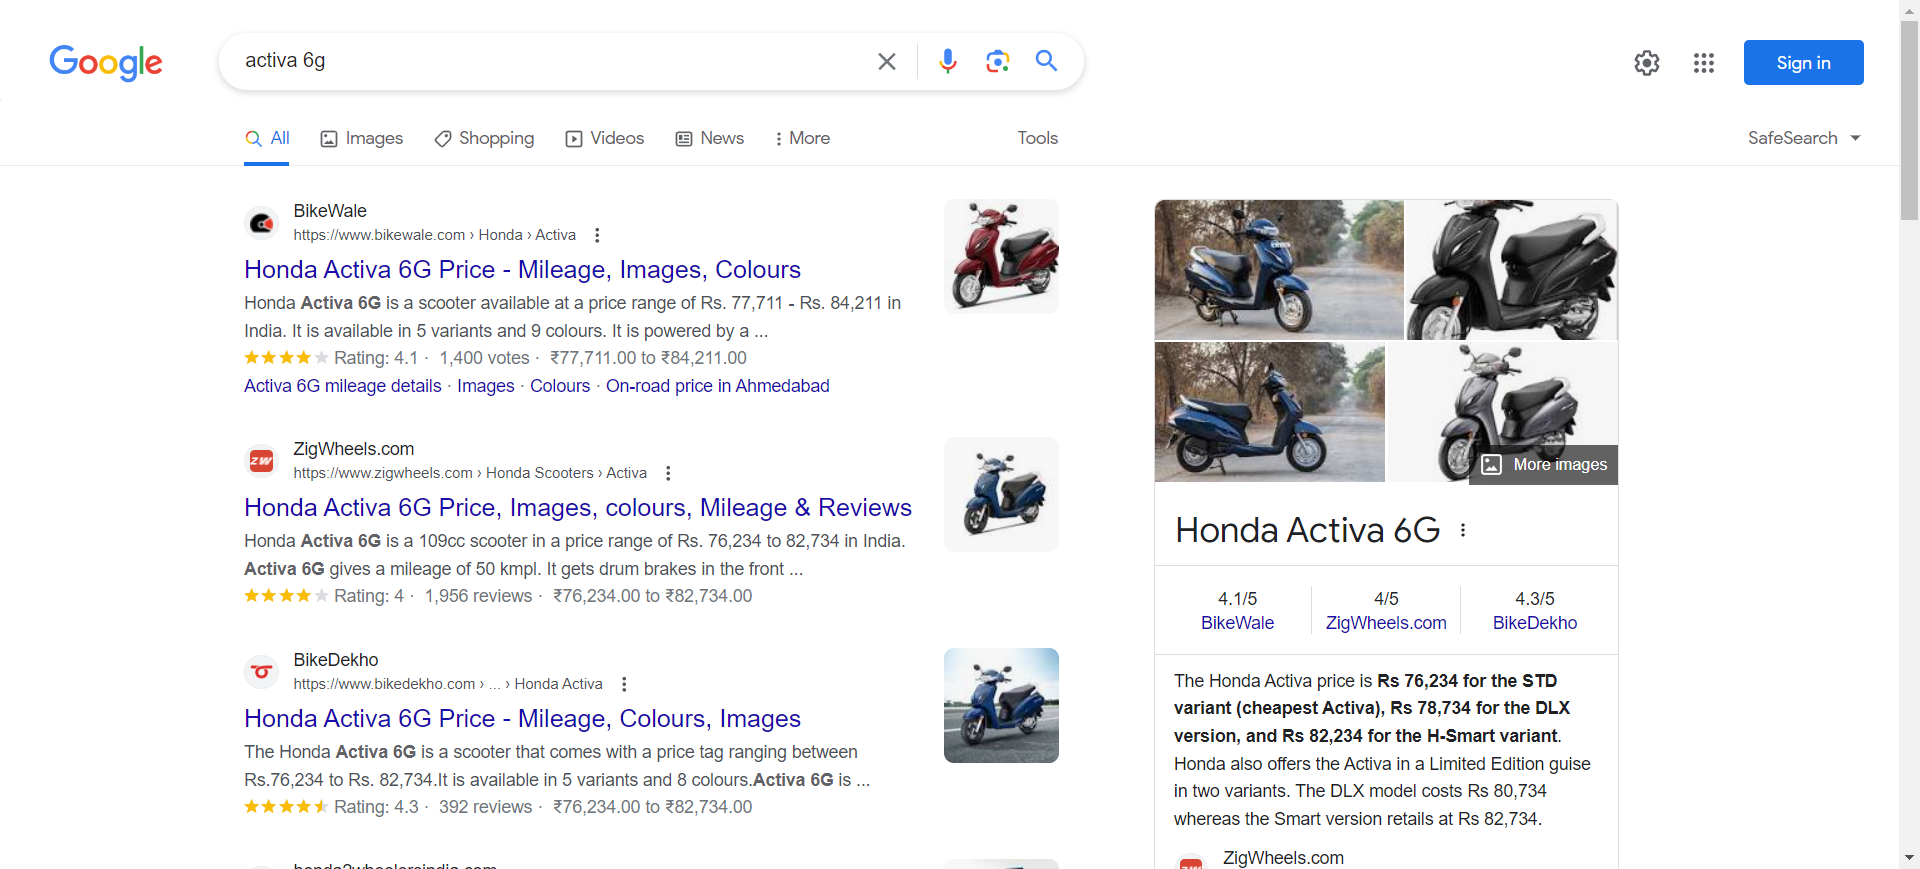 Google
activa 6g
Sign in
All
Images
Shopping
Videos
News
More
Tools
SafeSearch
BikeWale
https://www.bikewale.com › Honda › Activa
Honda Activa 6G Price - Mileage, Images, Colours
Honda Activa 6G is a scooter available at a price range of Rs. 77,711 - Rs. 84,211 in
India. It is available in 5 variants and 9 colours. It is powered by a ...
Rating: 4.1 · 1,400 votes · ₹77,711.00 to ₹84,211.00
Activa 6G mileage details · Images · Colours · On-road price in Ahmedabad
ZW
ZigWheels.com
https://www.zigwheels.com › Honda Scooters › Activa
Honda Activa 6G Price, Images, colours, Mileage & Reviews
Honda Activa 6G is a 109cc scooter in a price range of Rs. 76,234 to 82,734 in India.
Activa 6G gives a mileage of 50 kmpl. It gets drum brakes in the front ...
Rating: 4 · 1,956 reviews · ₹76,234.00 to ₹82,734.00
BikeDekho
https://www.bikedekho.com › ... › Honda Activa
Honda Activa 6G Price - Mileage, Colours, Images
The Honda Activa 6G is a scooter that comes with a price tag ranging between
Rs.76,234 to Rs. 82,734.It is available in 5 variants and 8 colours.Activa 6G is ...
Rating: 4.3 · 392 reviews · ₹76,234.00 to ₹82,734.00
More images
Honda Activa 6G
4.1/5
BikeWale
4/5
ZigWheels.com
4.3/5
BikeDekho
The Honda Activa price is Rs 76,234 for the STD
variant (cheapest Activa), Rs 78,734 for the DLX
version, and Rs 82,234 for the H-Smart variant.
Honda also offers the Activa in a Limited Edition guise
in two variants. The DLX model costs Rs 80,734
whereas the Smart version retails at Rs 82,734.
ZigWheels.com